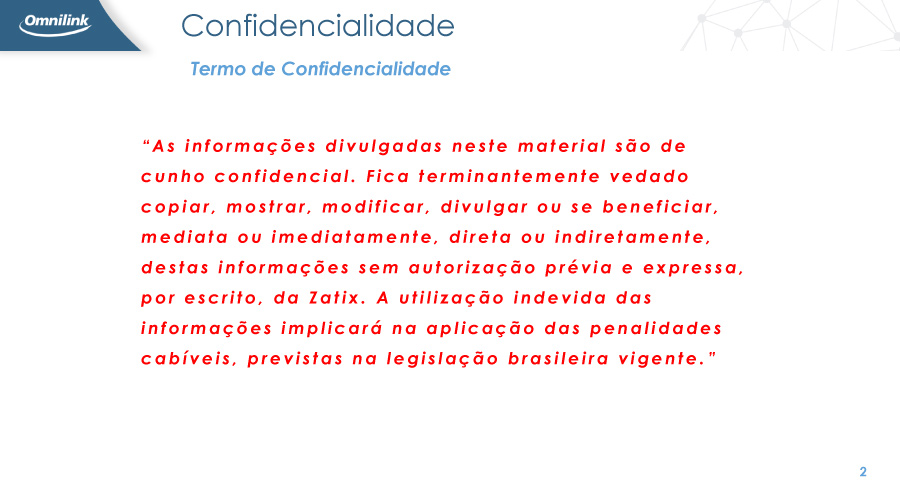 Omnilink
Confidencialidade
Termo de Confidencialidade
“As informações divulgadas neste material são de
cunho confidencial. Fica terminantemente vedado
copiar, mostrar, modificar, divulgar ou se beneficiar,
mediata ou imediatamente, direta ou indiretamente,
destas informações sem autorização prévia e expressa,
por escrito, da Zatix. A utilização indevida das
informações implicará na aplicação das penalidades
cabíveis, previstas na legislação brasileira vigente.”
2